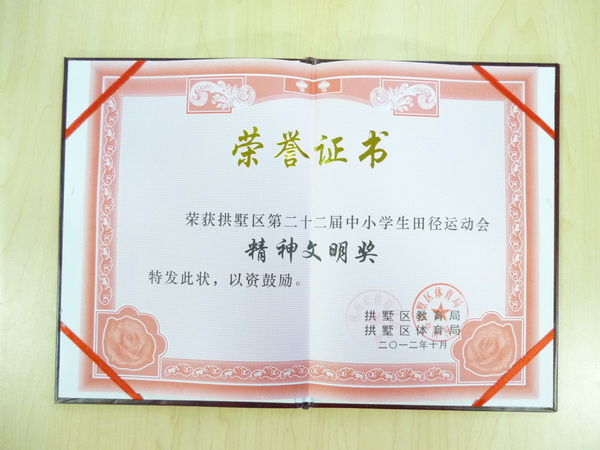 荣誉证书
荣获拱墅区第二十二届中小学生田径运动会
精神文明奖
特发此状，以资鼓励。
拱墅区教育局
拱墅区体育局
二〇一二年十月